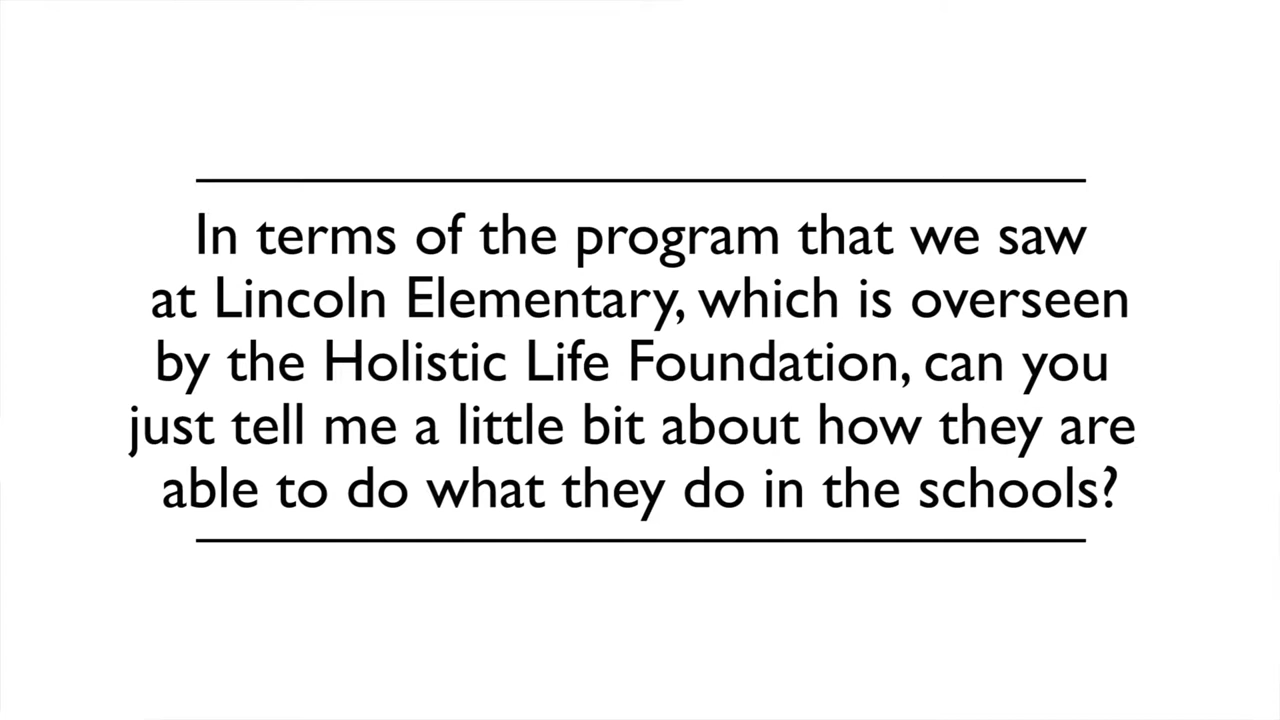 In terms of the program that we saw
at Lincoln Elementary, which is overseen
by the Holistic Life Foundation, can you
just tell me a little bit about how they are
able to do what they do in the schools?